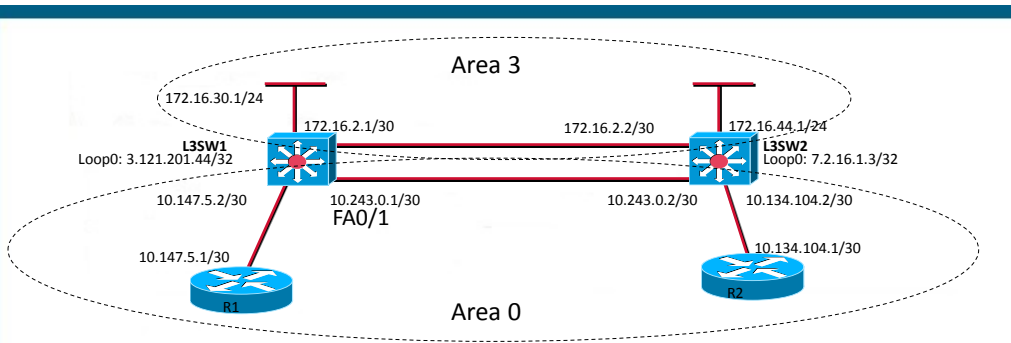 Area 3
172.16.30.1/24
172.16.2.1/30
172.16.2.2/30
172.16.44.1/24
L3SW1
Loop0: 3.121.201.44/32
L3SW2
Loop0: 7.2.16.1.3/32
10.147.5.2/30
10.243.0.1/30
FA0/1
10.243.0.2/30
10.134.104.2/30
10.147.5.1/30
10.134.104.1/30
R1
R2
Area 0